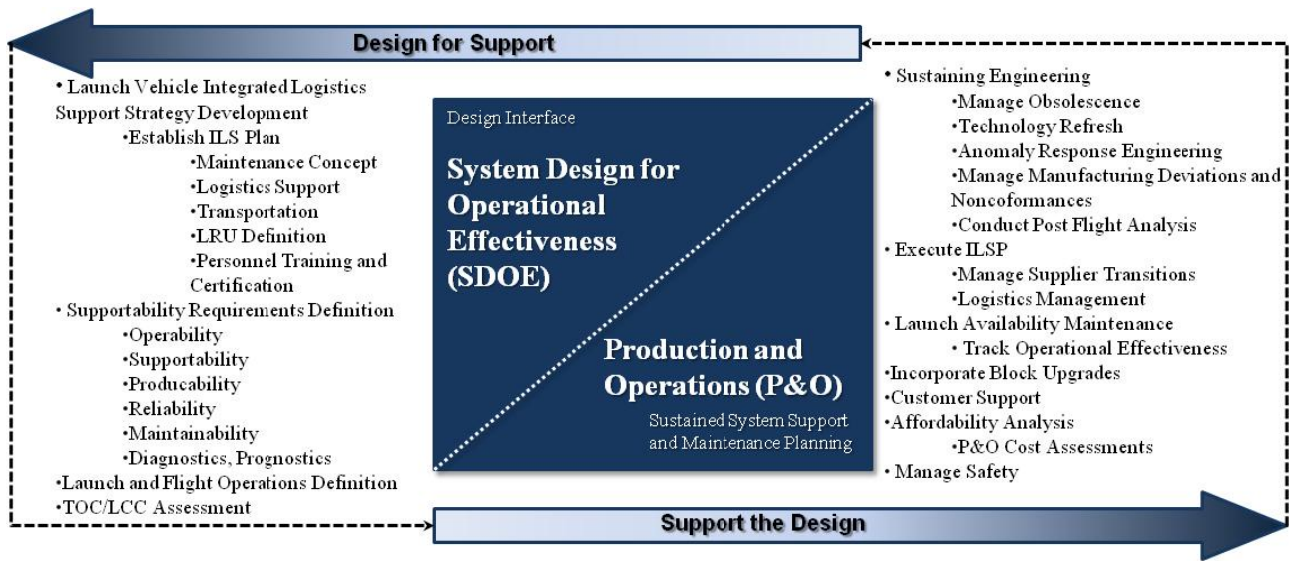 Design for Support
• Launch Vehicle Integrated Logistics
Support Strategy Development
•Establish ILS Plan
•Maintenance Concept
•Logistics Support
•Transportation
•LRU Definition
•Personnel Training and
Certification
• Supportability Requirements Definition
•Operability
•Supportability
•Producability
•Reliability
•Maintainability
•Diagnostics, Prognostics
•Launch and Flight Operations Definition
•TOC/LCC Assessment
Design Interface
System Design for
Operational
Effectiveness
(SDOE)
Production and
Operations (P&O)
Sustained System Support
and Maintenance Planning
• Sustaining Engineering
•Manage Obsolescence
•Technology Refresh
•Anomaly Response Engineering
•Manage Manufacturing Deviations and
Noncoformances
•Conduct Post Flight Analysis
• Execute ILSP
•Manage Supplier Transitions
•Logistics Management
• Launch Availability Maintenance
• Track Operational Effectiveness
•Incorporate Block Upgrades
•Customer Support
•Affordability Analysis
•P&O Cost Assessments
• Manage Safety
Support the Design